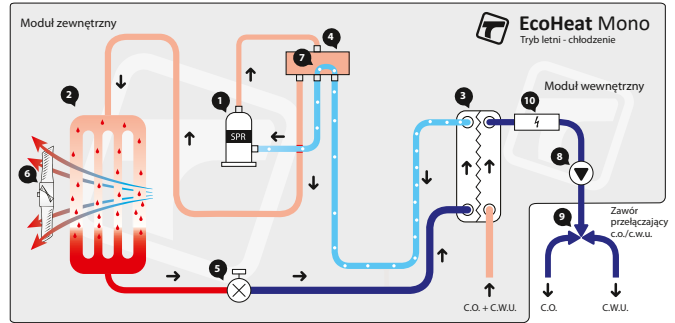 Moduł zewnętrzny
EcoHeat Mono
Tryb letni - chłodzenie
Moduł wewnętrzny
1
2
3
4
5
6
7
8
9
10
SPR
Zawór
przełączający
c.o./c.w.u.
C.O. + C.W.U.
C.O.
C.W.U.